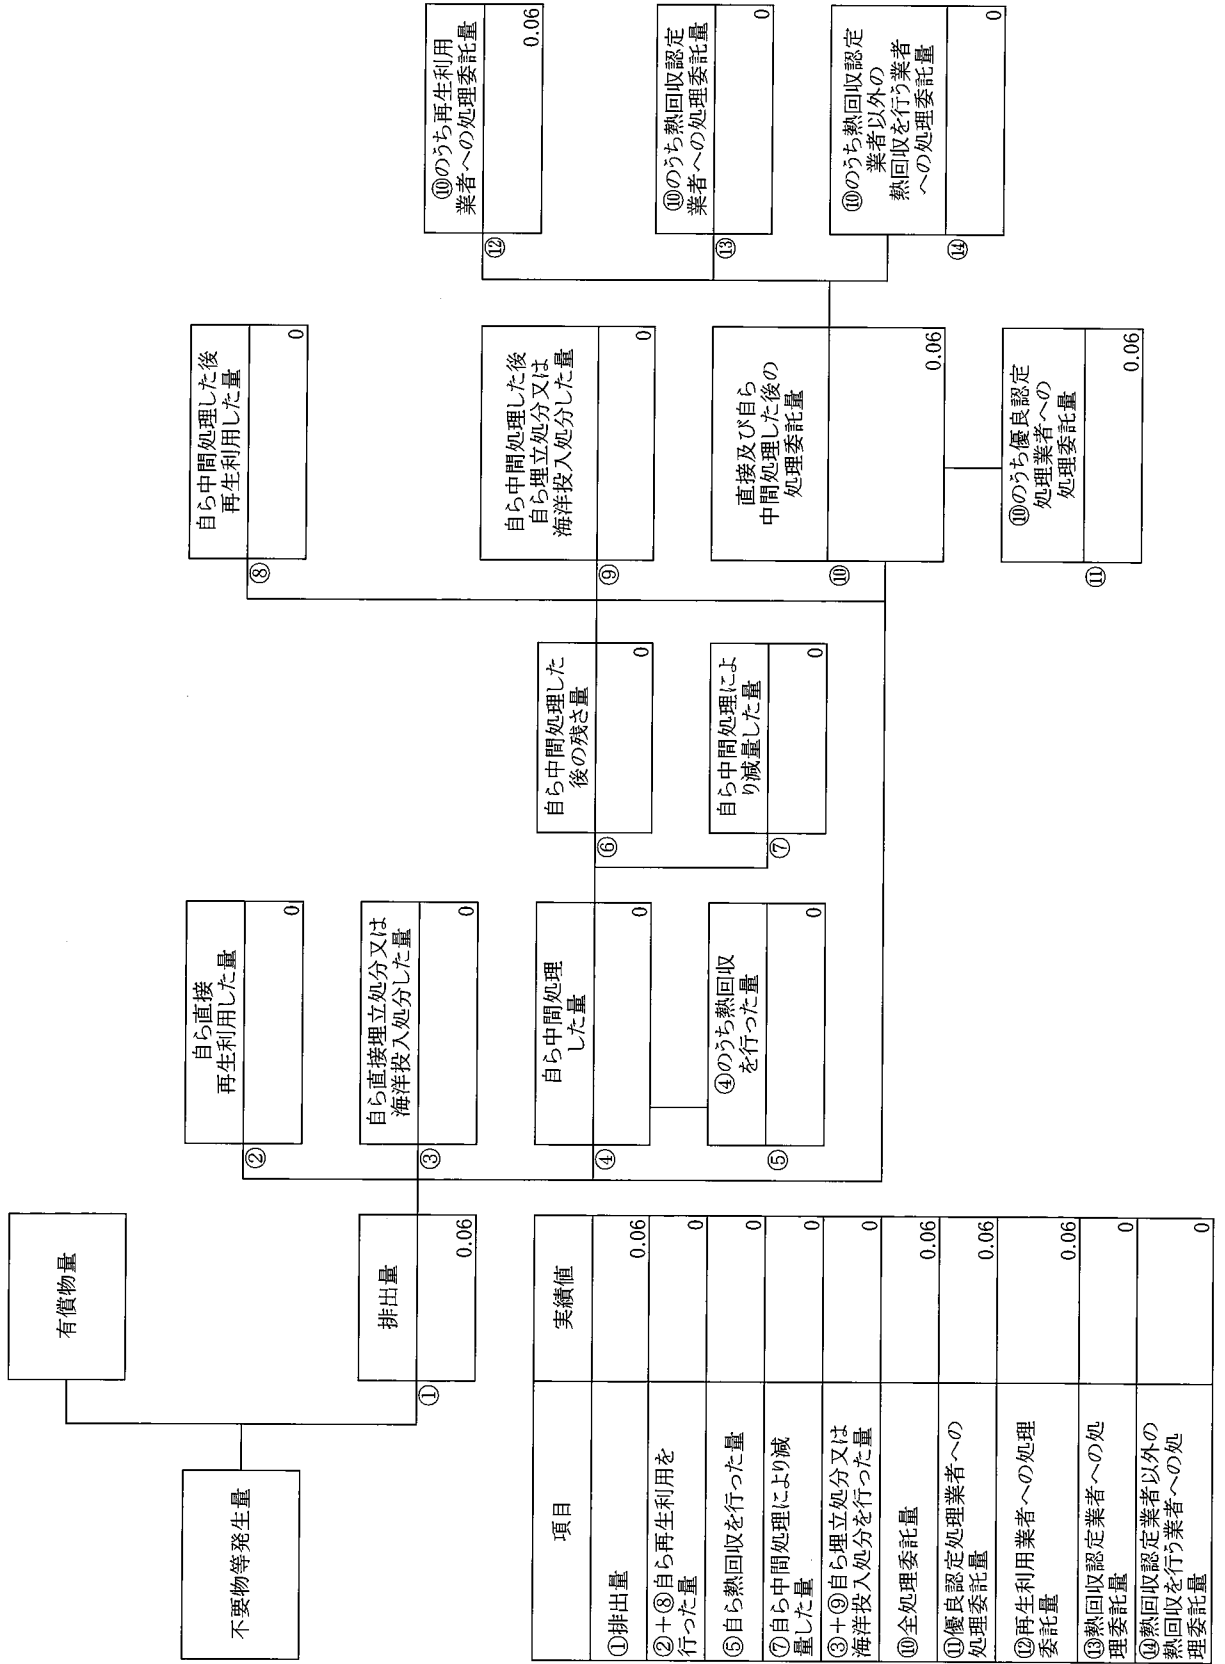 不要物等発生量
有償物量
①
排出量
0.06
②
自ら直接
再生利用した量
0
③
自ら直接埋立処分又は
海洋投入処分した量
0
④
自ら中間処理
した量
0
⑤
④のうち熱回収
を行った量
0
⑥
自ら中間処理した
後の残さ量
0
⑦
自ら中間処理によ
り減量した量
0
⑧
自ら中間処理した後
再生利用した量
0
⑨
自ら中間処理した後
自ら埋立処分又は
海洋投入処分した量
0
⑩
直接及び自ら
中間処理した後の
処理委託量
0.06
⑪
⑩のうち優良認定
処理業者への
処理委託量
0.06
⑫
⑩のうち再生利用
業者への処理委託量
0.06
⑬
⑩のうち熱回収認定
業者への処理委託量
0
⑭
⑩のうち熱回収認定
業者以外の
熱回収を行う業者
への処理委託量
0
項目 実績値
①排出量 0.06
②＋⑧自ら再生利用を
行った量 0
⑤自ら熱回収を行った量 0
⑦自ら中間処理により減
量した量 0
③＋⑨自ら埋立処分又は
海洋投入処分を行った量 0
⑩全処理委託量 0.06
⑪優良認定処理業者への
処理委託量 0.06
⑫再生利用業者への処理
委託量 0.06
⑬熱回収認定業者への処
理委託量 0
⑭熱回収認定業者以外の
熱回収を行う業者への処
理委託量 0